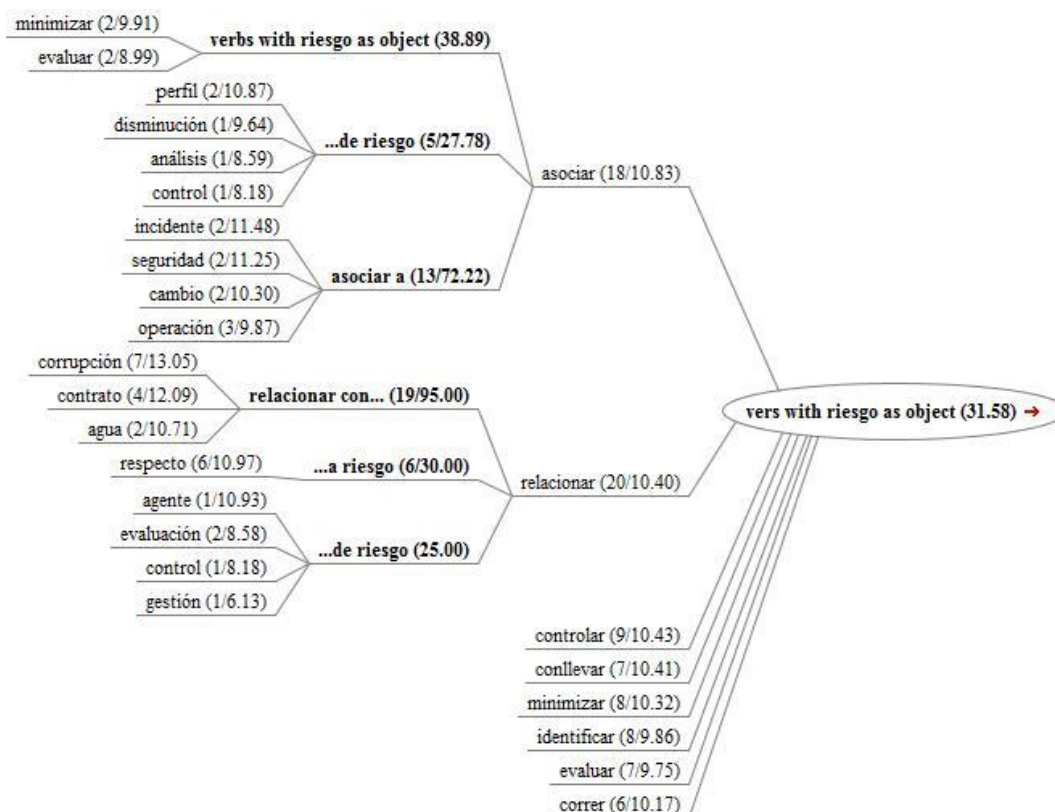 minimizar (2/9.91)
evaluar (2/8.99)
verbs with riesgo as object (38.89)
perfil (2/10.87)
disminución (1/9.64)
análisis (1/8.59)
control (1/8.18)
...de riesgo (5/27.78)
incidente (2/11.48)
seguridad (2/11.25)
cambio (2/10.30)
operación (3/9.87)
asociar a (13/72.22)
asociar (18/10.83)
corrupción (7/13.05)
contrato (4/12.09)
agua (2/10.71)
relacionar con... (19/95.00)
respecto (6/10.97)
...a riesgo (6/30.00)
agente (1/10.93)
evaluación (2/8.58)
control (1/8.18)
gestión (1/6.13)
...de riesgo (25.00)
relacionar (20/10.40)
controlar (9/10.43)
conllevar (7/10.41)
minimizar (8/10.32)
identificar (8/9.86)
evaluar (7/9.75)
correr (6/10.17)
vers with riesgo as object (31.58) ➔